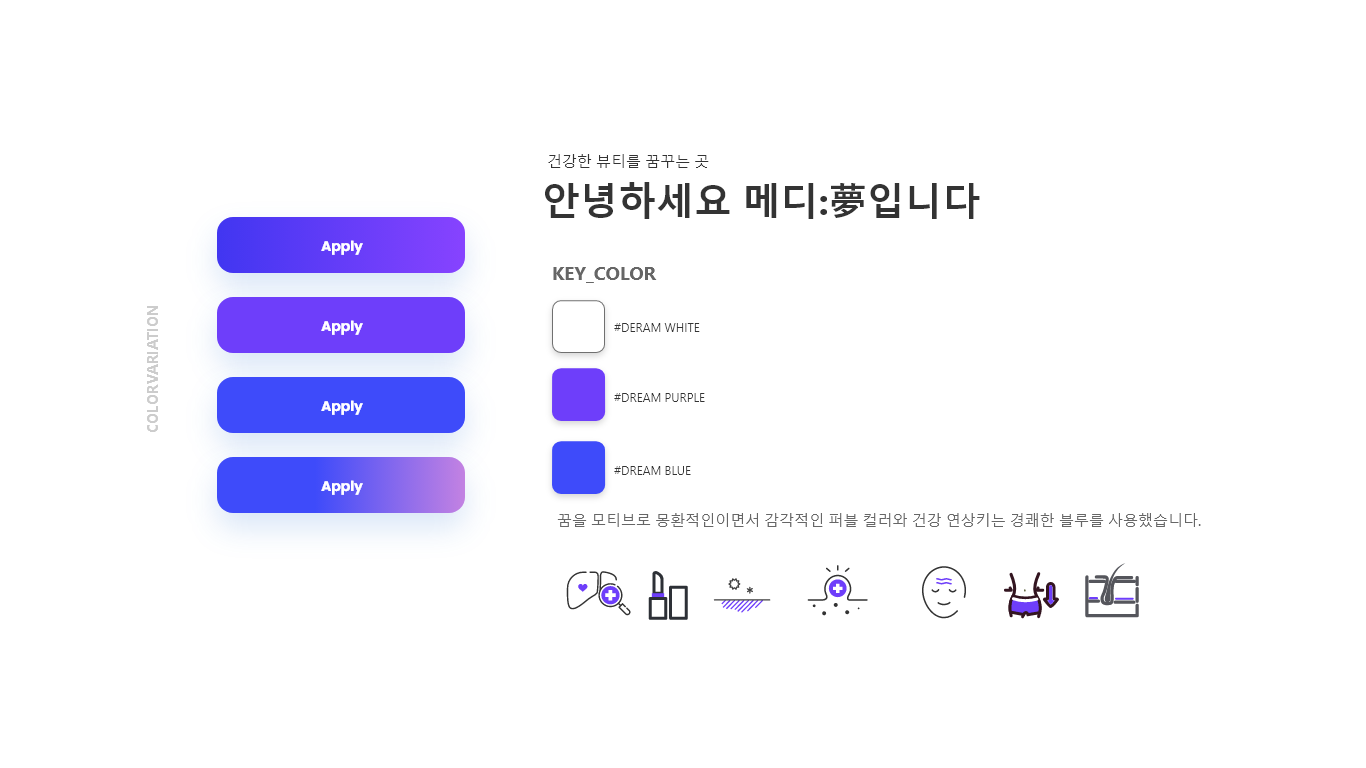 건강한 뷰티를 꿈꾸는 곳
안녕하세요 메디:夢입니다
COLORVARIATION
Apply
Apply
Apply
Apply
KEY_COLOR
#DERAM WHITE
#DREAM PURPLE
#DREAM BLUE
꿈을 모티브로 몽환적인이면서 감각적인 퍼블 컬러와 건강 연상키는 경쾌한 블루를 사용했습니다.